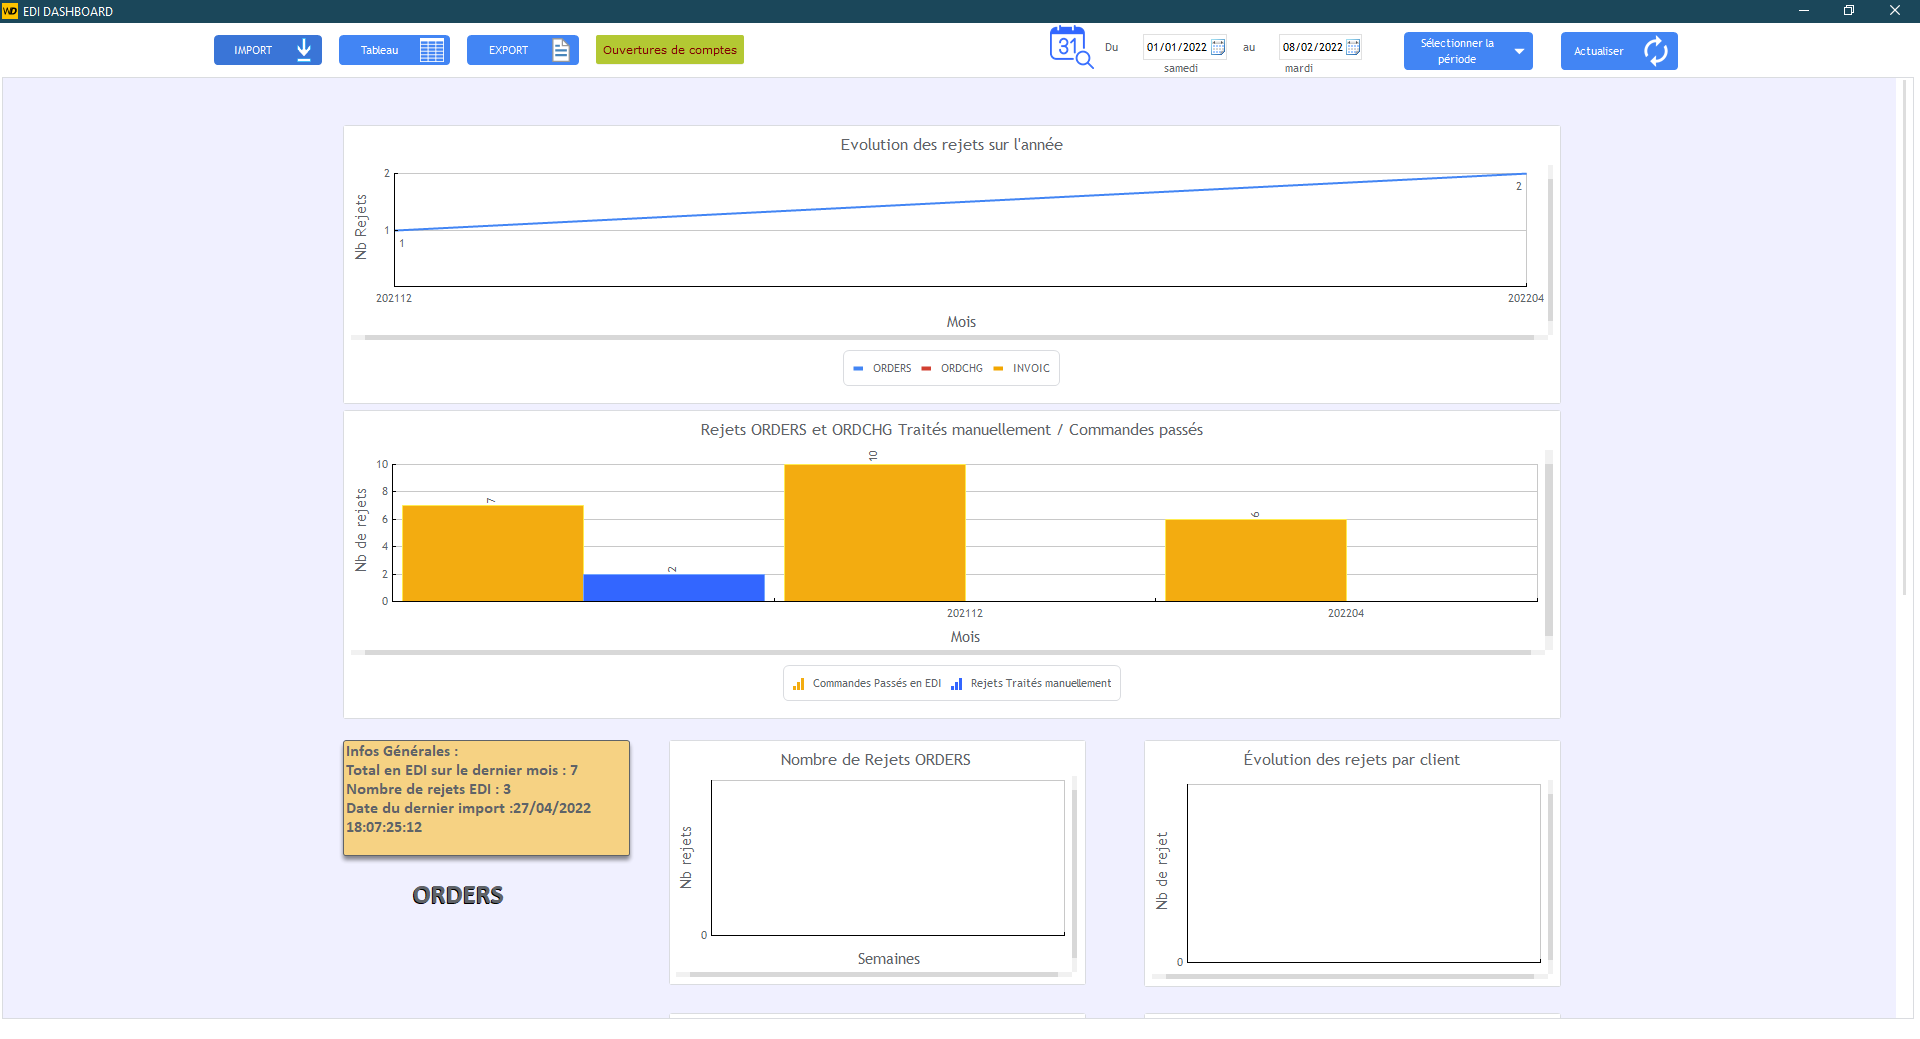 WD EDI DASHBOARD
IMPORT
Tableau
EXPORT
Ouvertures de comptes
31
Du
01/01/2022
samedi
au
08/02/2022
mardi
Sélectionner la
période
Actualiser
Evolution des rejets sur l'année
Nb Rejets
2
1
1
2
202112
202204
Mois
ORDERS
ORDCHG
INVOIC
Rejets ORDERS et ORDCHG Traités manuellement / Commandes passés
Nb de rejets
10
8
6
4
2
0
7
2
10
6
202112
202204
Mois
Commandes Passés en EDI
Rejets Traités manuellement
Infos Générales :
Total en EDI sur le dernier mois : 7
Nombre de rejets EDI : 3
Date du dernier import :27/04/2022
18:07:25:12
ORDERS
Nombre de Rejets ORDERS
Nb rejets
0
Semaines
Évolution des rejets par client
Nb de rejet
0